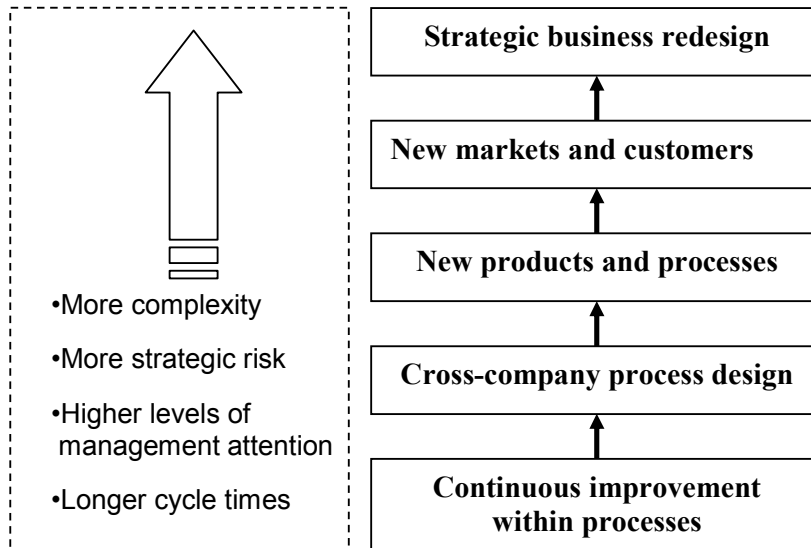 •More complexity
•More strategic risk
•Higher levels of
management attention
•Longer cycle times
Strategic business redesign
New markets and customers
New products and processes
Cross-company process design
Continuous improvement
within processes